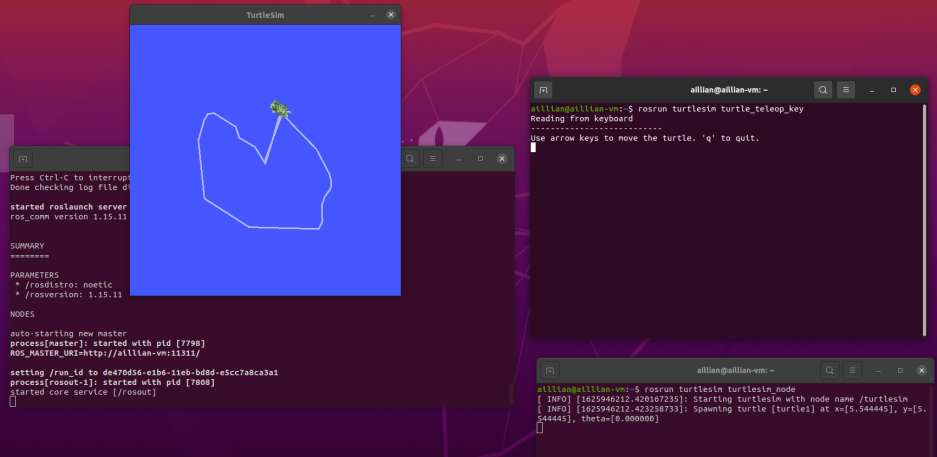 TurtleSim
aillian@aillian-vm: ~
aillian@aillian-vm:~$ rosrun turtlesim turtle_teleop_key
Reading from keyboard
---------------------------
Use arrow keys to move the turtle. 'q' to quit.
Press Ctrl-C to interrup
Done checking log file di
started roslaunch server
ros_comm version 1.15.11
SUMMARY
========
PARAMETERS
* /rosdistro: noetic
* /rosversion: 1.15.11
NODES
auto-starting new master
process[master]: started with pid [7798]
ROS_MASTER_URI=http://aillian-vm:11311/
setting /run_id to de470d56-e1b6-11eb-bd8d-e5cc7a8ca3a1
process[rosout-1]: started with pid [7808]
started core service [/rosout]
aillian@aillian-vm: ~
aillian@aillian-vm:~$ rosrun turtlesim turtlesim_node
[ INFO] [1625946212.420167235]: Starting turtlesim with node name /turtlesim
[ INFO] [1625946212.423258733]: Spawning turtle [turtle1] at x=[5.544445], y=[5.
544445], theta=[0.000000]